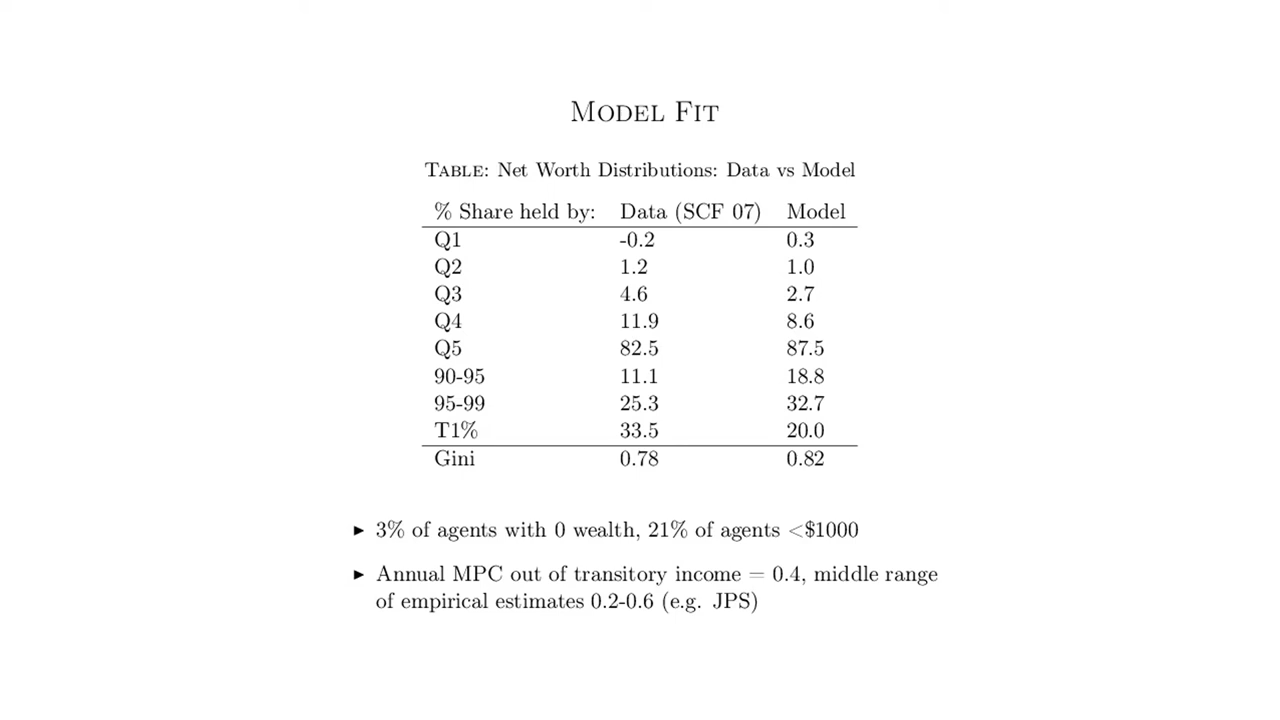 MODEL FIT
TABLE: Net Worth Distributions: Data vs Model
% Share held by: Data (SCF 07) Model
Q1 -0.2 0.3
Q2 1.2 1.0
Q3 4.6 2.7
Q4 11.9 8.6
Q5 82.5 87.5
90-95 11.1 18.8
95-99 25.3 32.7
T1% 33.5 20.0
Gini 0.78 0.82
▶ 3% of agents with 0 wealth, 21% of agents <$1000
▶ Annual MPC out of transitory income = 0.4, middle range
of empirical estimates 0.2-0.6 (e.g. JPS)